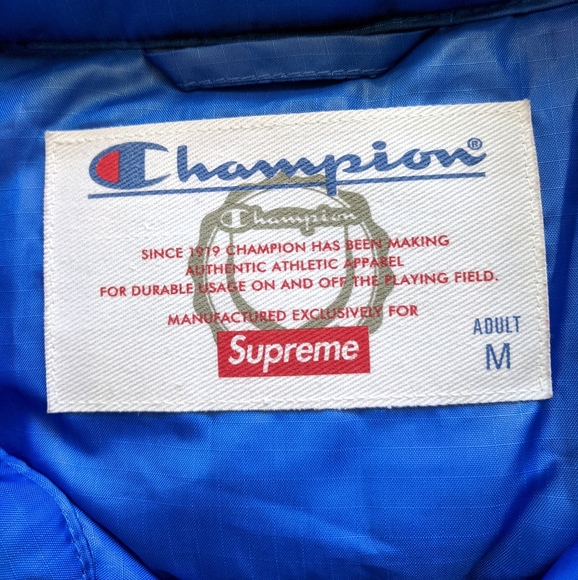 Champion®
Champion
SINCE 1919 CHAMPION HAS BEEN MAKING
AUTHENTIC ATHLETIC APPAREL
FOR DURABLE USAGE ON AND OFF THE PLAYING FIELD.
MANUFACTURED EXCLUSIVELY FOR
Supreme
ADULT
M